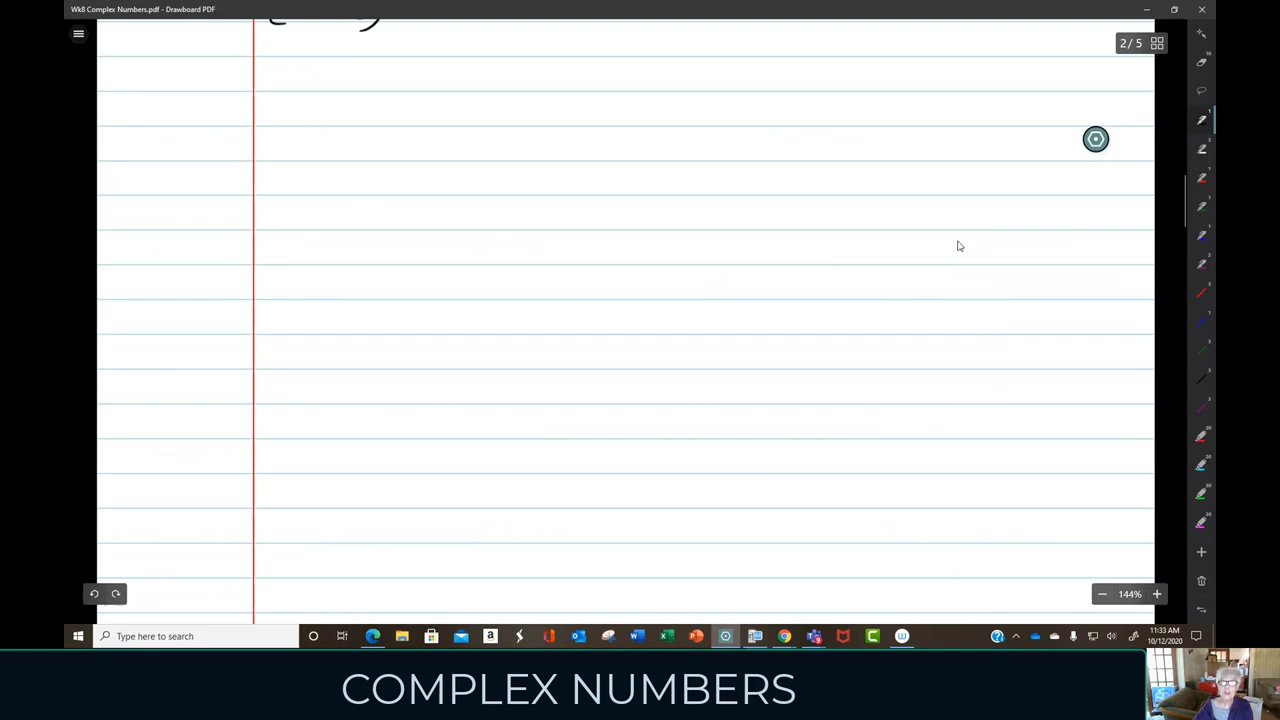 Wk8 Complex Numbers.pdf - Drawboard PDF
2 / 5
144%
Type here to search
11:33 AM
10/12/2020
COMPLEX NUMBERS